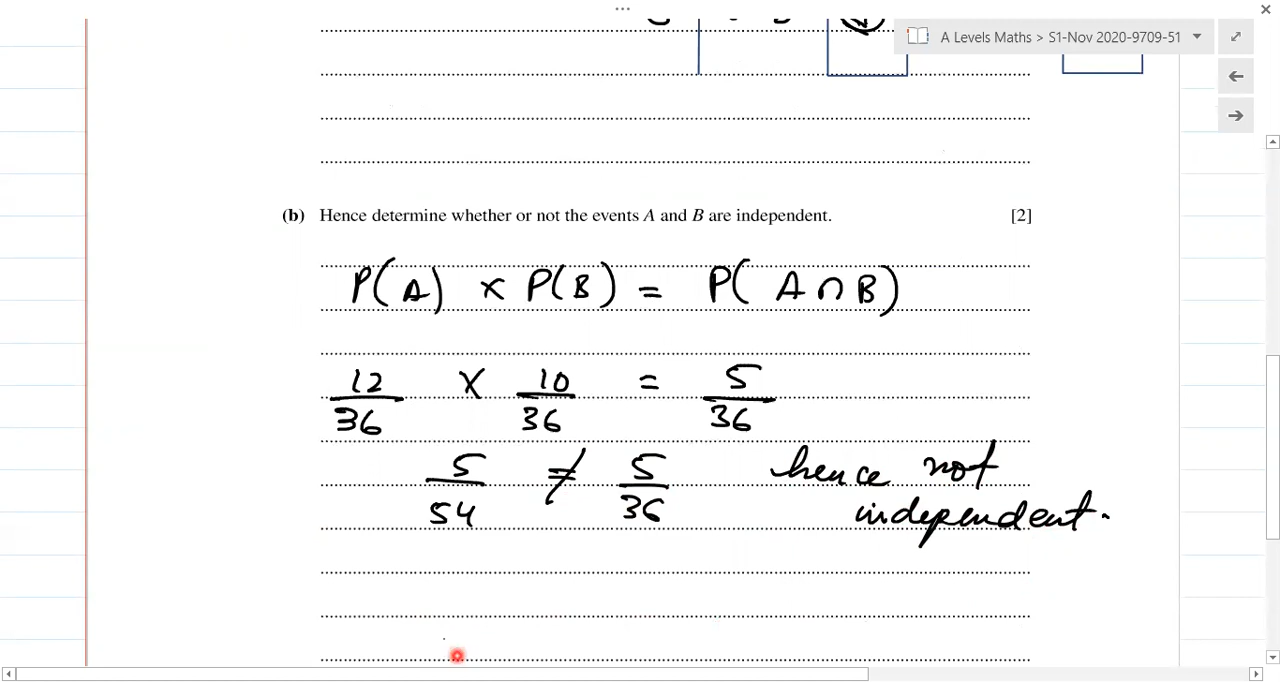 A Levels Maths > S1-Nov 2020-9709-51
(b) Hence determine whether or not the events A and B are independent. [2]
P(A) × P(B) = P(A∩B)
12/36 × 10/36 = 5/36
5/54 ≠ 5/36 hence not
independent.